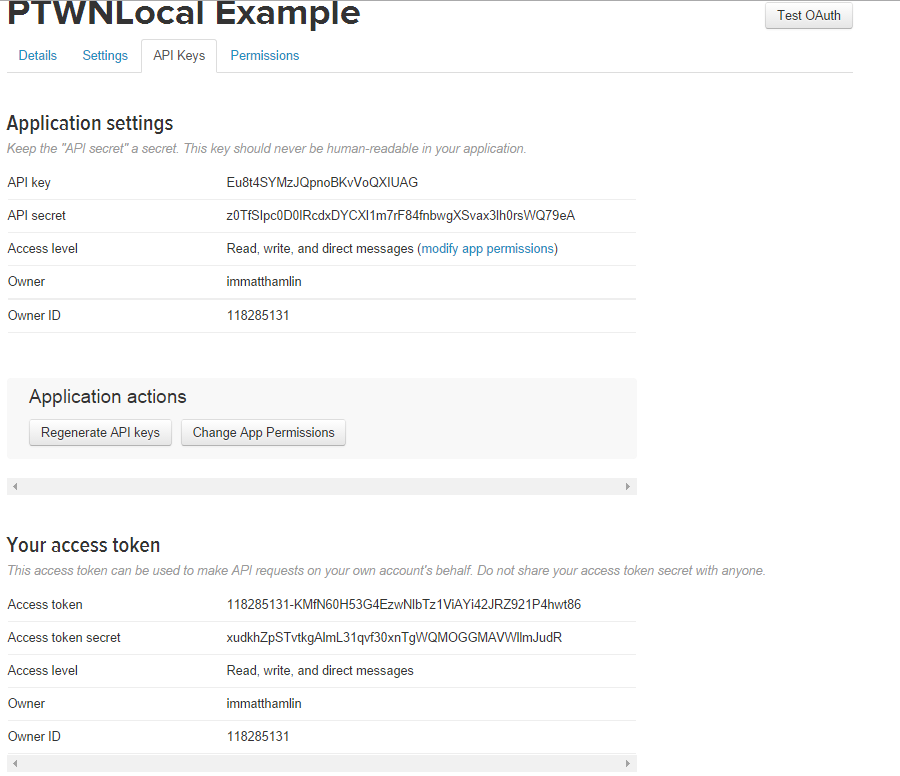 PTWNLocal Example
Test OAuth
Details Settings API Keys Permissions
Application settings
Keep the "API secret" a secret. This key should never be human-readable in your application.
API key
API secret
Access level Read, write, and direct messages (modify app permissions)
Owner immatthamlin
Owner ID 118285131
Application actions
Regenerate API keys Change App Permissions
Your access token
This access token can be used to make API requests on your own account's behalf. Do not share your access token secret with anyone.
Access token
Access token secret
Access level Read, write, and direct messages
Owner immatthamlin
Owner ID 118285131